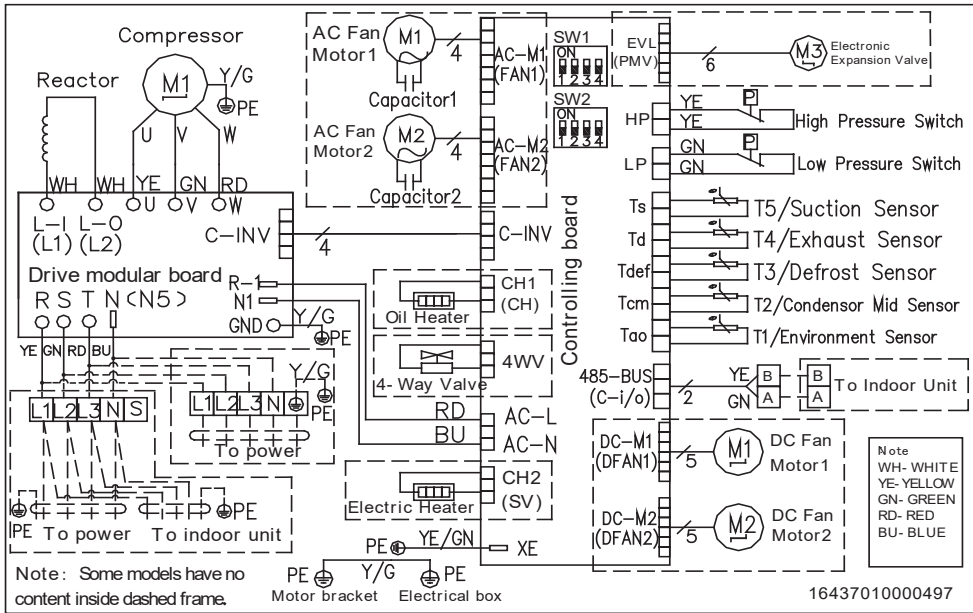 Compressor
Reactor
M1
Y/G
PE
U V W
WH WH YE GN RD
U V W
L-I L-O
(L1) (L2)
C-INV
4
Drive modular board
R S T N (N5)
R-1
N1
GND
Y/G
PE
YE GN RD BU
L1 L2 L3 N S
L1 L2 L3 N
Y/G
PE
To power
PE
PE
To power
To indoor unit
Note: Some models have no
content inside dashed frame.
AC Fan
Motor1
M1
4
Capacitor1
AC-M1
(FAN1)
AC Fan
Motor2
M2
4
Capacitor2
AC-M2
(FAN2)
C-INV
CH1
(CH)
Oil Heater
4WV
4-Way Valve
RD
AC-L
BU
AC-N
CH2
(SV)
Electric Heater
PE
YE/GN
XE
PE
Y/G
PE
Motor bracket
Electrical box
Controlling board
SW1
ON
1234
SW2
ON
1234
EVL
(PMV)
6
M3
Electronic
Expansion Valve
HP
YE
YE
P
High Pressure Switch
LP
GN
GN
P
Low Pressure Switch
Ts
T5/Suction Sensor
Td
T4/Exhaust Sensor
Tdef
T3/Defrost Sensor
Tcm
T2/Condensor Mid Sensor
Tao
T1/Environment Sensor
485-BUS
(C-i/o)
2
YE
GN
B
A
B
A
To Indoor Unit
DC-M1
(DFAN1)
5
M1
DC Fan
Motor1
DC-M2
(DFAN2)
5
M2
DC Fan
Motor2
Note
WH- WHITE
YE-YELLOW
GN- GREEN
RD- RED
BU- BLUE
16437010000497